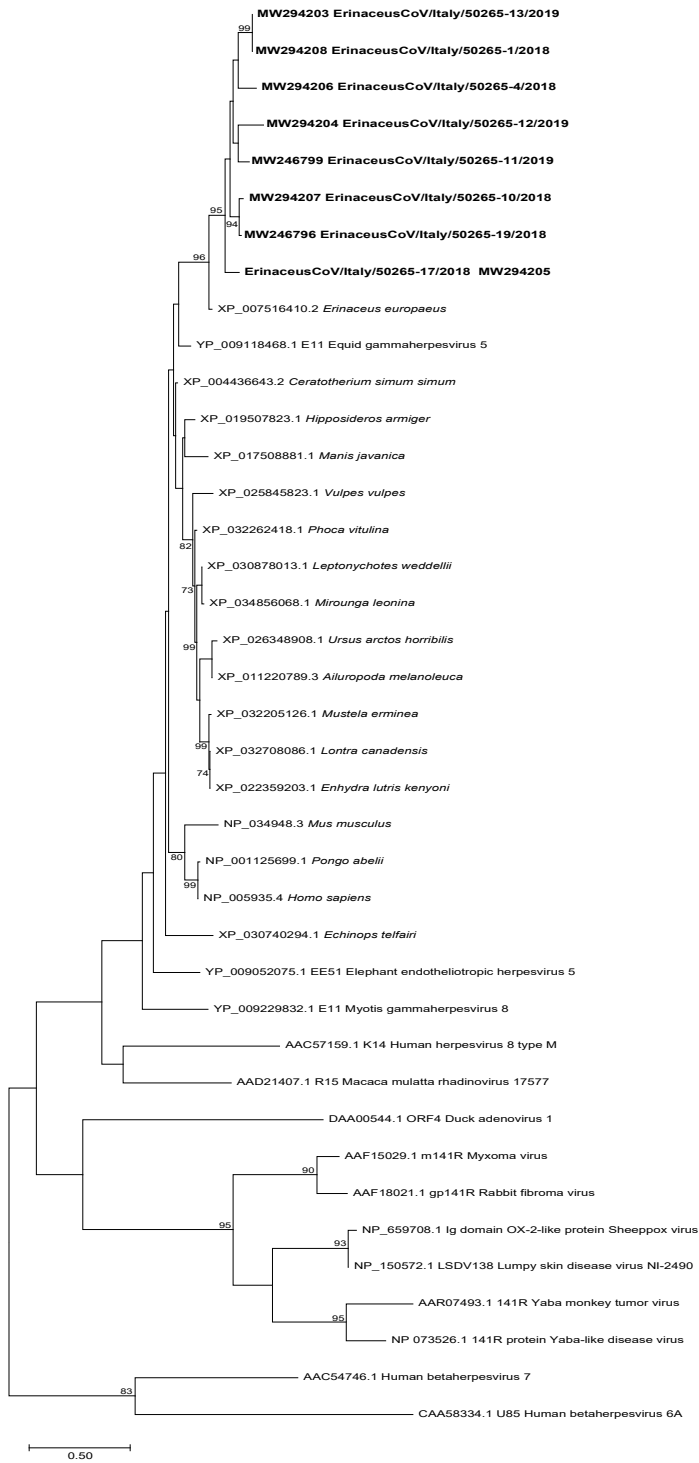 MW294203 ErinaceusCoV/Italy/50265-13/2019
99
MW294208 ErinaceusCoV/Italy/50265-1/2018
MW294206 ErinaceusCoV/Italy/50265-4/2018
MW294204 ErinaceusCoV/Italy/50265-12/2019
MW246799 ErinaceusCoV/Italy/50265-11/2019
MW294207 ErinaceusCoV/Italy/50265-10/2018
95
94
MW246796 ErinaceusCoV/Italy/50265-19/2018
96
ErinaceusCoV/Italy/50265-17/2018 MW294205
XP_007516410.2 Erinaceus europaeus
YP_009118468.1 E11 Equid gammaherpesvirus 5
XP_004436643.2 Ceratotherium simum simum
XP_019507823.1 Hipposideros armiger
XP_017508881.1 Manis javanica
XP_025845823.1 Vulpes vulpes
XP_032262418.1 Phoca vitulina
82
XP_030878013.1 Leptonychotes weddellii
73
XP_034856068.1 Mirounga leonina
XP_026348908.1 Ursus arctos horribilis
99
XP_011220789.3 Ailuropoda melanoleuca
XP_032205126.1 Mustela erminea
99
XP_032708086.1 Lontra canadensis
74
XP_022359203.1 Enhydra lutris kenyoni
NP_034948.3 Mus musculus
80
NP_001125699.1 Pongo abelii
99
NP_005935.4 Homo sapiens
XP_030740294.1 Echinops telfairi
YP_009052075.1 EE51 Elephant endotheliotropic herpesvirus 5
YP_009229832.1 E11 Myotis gammaherpesvirus 8
AAC57159.1 K14 Human herpesvirus 8 type M
AAD21407.1 R15 Macaca mulatta rhadinovirus 17577
DAA00544.1 ORF4 Duck adenovirus 1
AAF15029.1 m141R Myxoma virus
90
AAF18021.1 gp141R Rabbit fibroma virus
95
NP_659708.1 Ig domain OX-2-like protein Sheeppox virus
93
NP_150572.1 LSDV138 Lumpy skin disease virus NI-2490
AAR07493.1 141R Yaba monkey tumor virus
95
NP 073526.1 141R protein Yaba-like disease virus
AAC54746.1 Human betaherpesvirus 7
83
CAA58334.1 U85 Human betaherpesvirus 6A
0.50